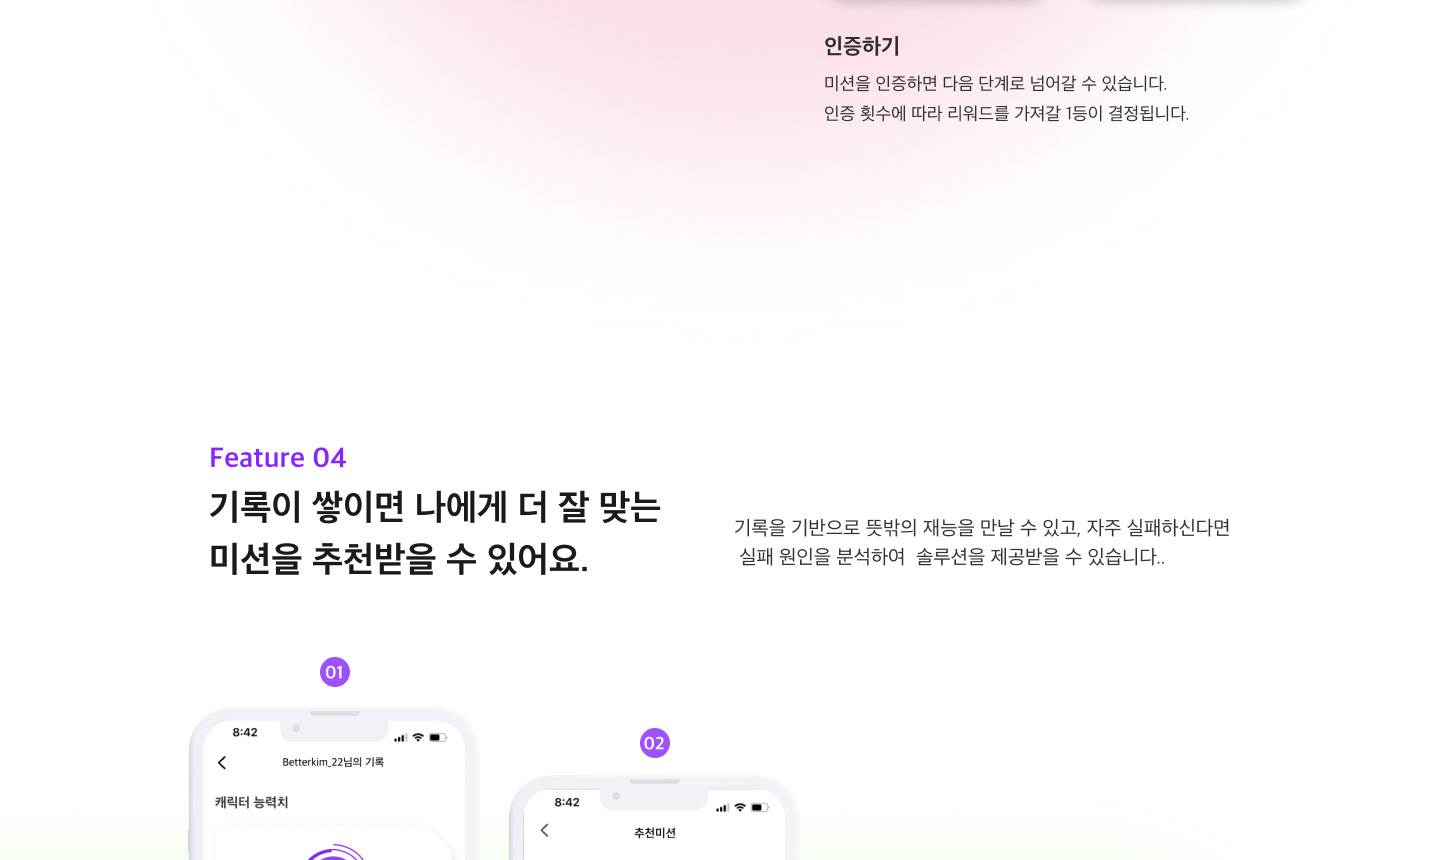 인증하기
미션을 인증하면 다음 단계로 넘어갈 수 있습니다.
인증 횟수에 따라 리워드를 가져갈 1등이 결정됩니다.
Feature 04
기록이 쌓이면 나에게 더 잘 맞는
미션을 추천받을 수 있어요.
기록을 기반으로 뜻밖의 재능을 만날 수 있고, 자주 실패하신다면
실패 원인을 분석하여  솔루션을 제공받을 수 있습니다..
01
8:42
Betterkim_22님의 기록
캐릭터 능력치
02
8:42
추천미션